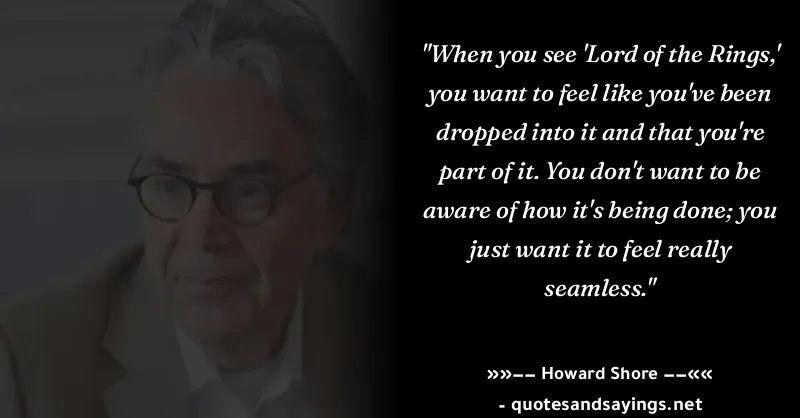 "When you see 'Lord of the Rings,'
you want to feel like you've been
dropped into it and that you're
part of it. You don't want to be
aware of how it's being done; you
just want it to feel really
seamless."
»»−− Howard Shore −−««
- quotesandsayings.net